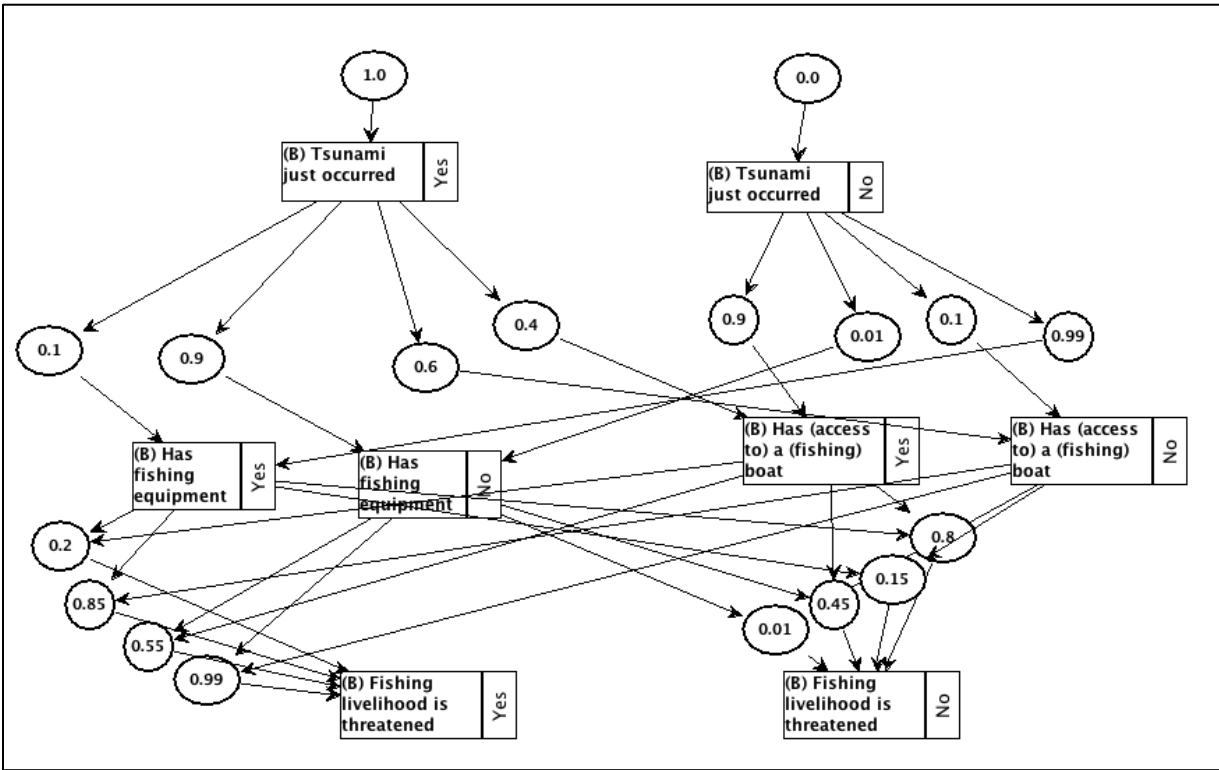 1.0
0.0
(B) Tsunami
just occurred
Yes
(B) Tsunami
just occurred
No
0.1
0.9
0.6
0.4
0.9
0.01
0.1
0.99
(B) Has
fishing
equipment
Yes
(B) Has
fishing
equipment
No
(B) Has (access
to) a (fishing)
boat
Yes
(B) Has (access
to) a (fishing)
boat
No
0.2
0.85
0.55
0.99
0.8
0.15
0.45
0.01
(B) Fishing
livelihood is
threatened
Yes
(B) Fishing
livelihood is
threatened
No